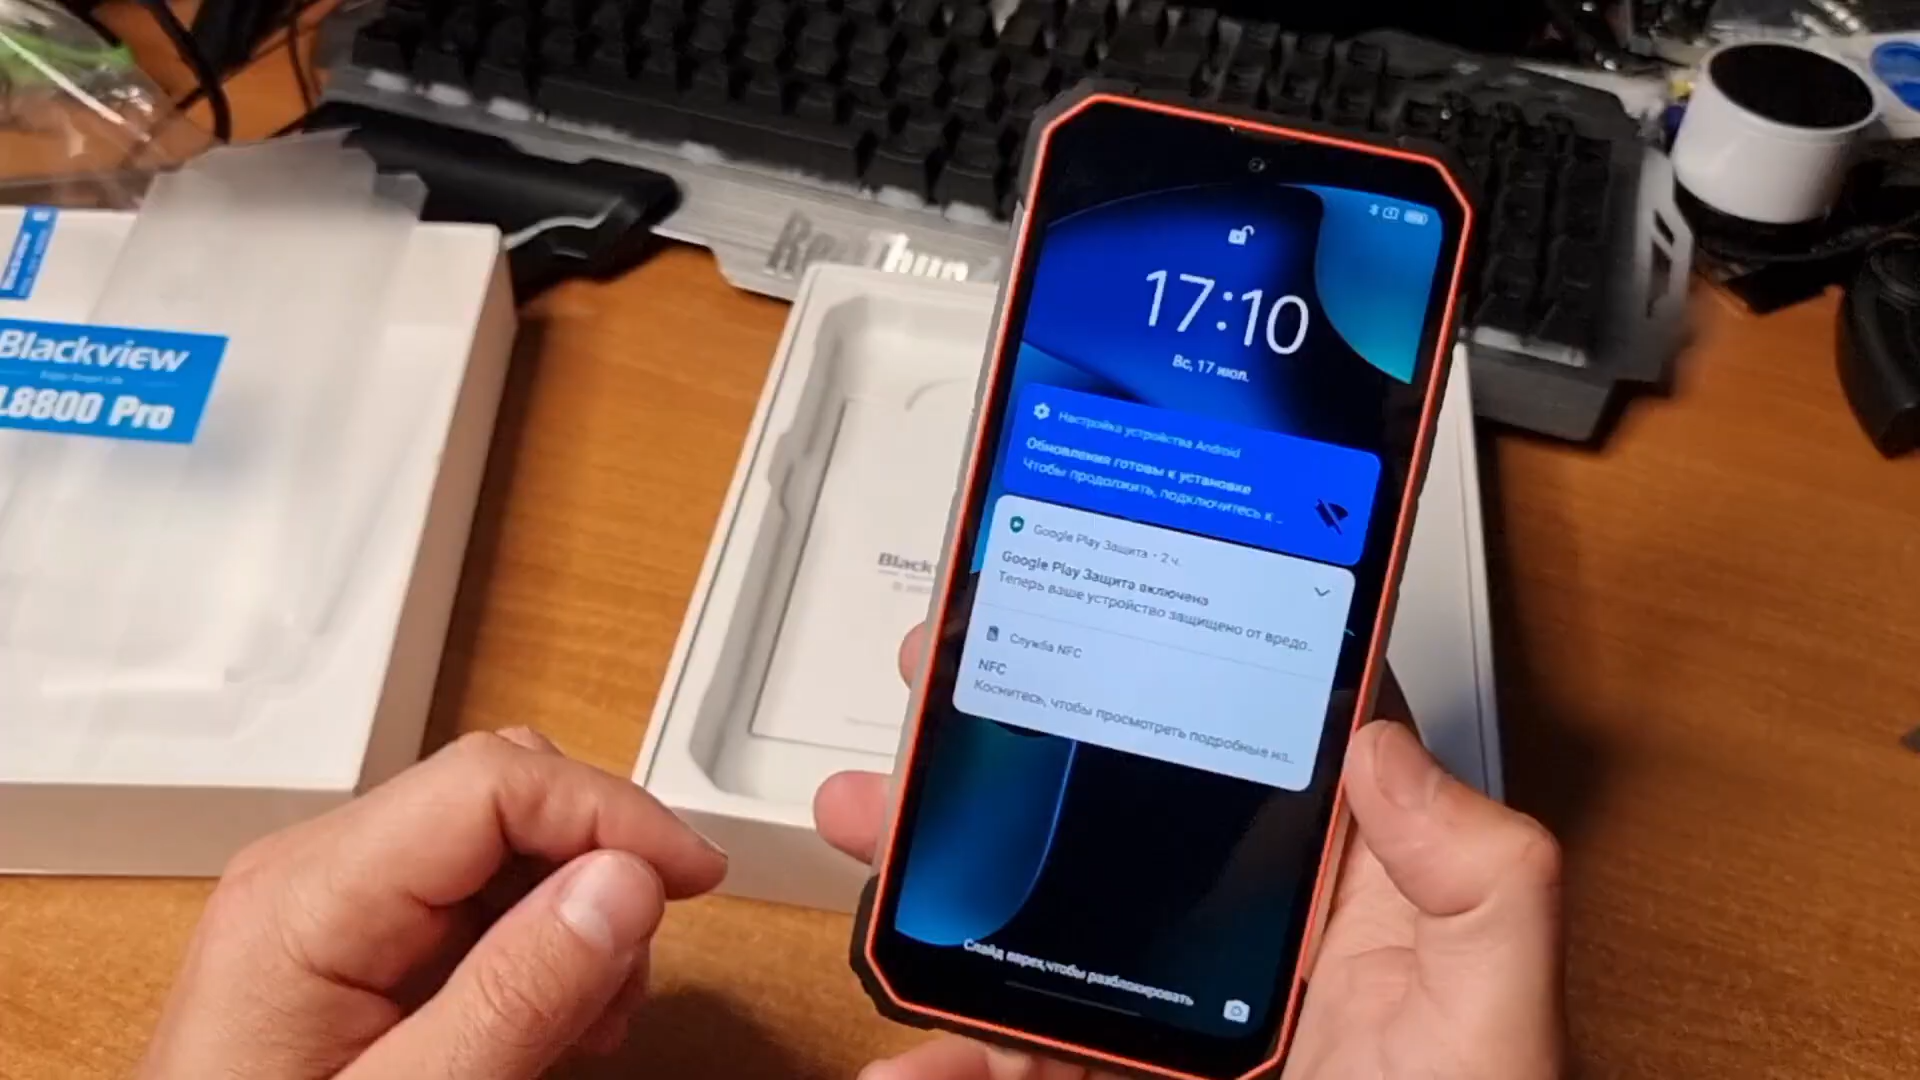 Blackview
BL8800 Pro
17:10
Вс, 17 июл.
Настройка устройства Android
Обновления готовы к установке
Чтобы продолжить, подключитесь к ..
Google Play Защита • 2 ч.
Google Play Защита включена
Теперь ваше устройство защищено от вредо..
Служба NFC
NFC
Коснитесь, чтобы просмотреть подробные на..
Слайд вверх,чтобы разблокировать